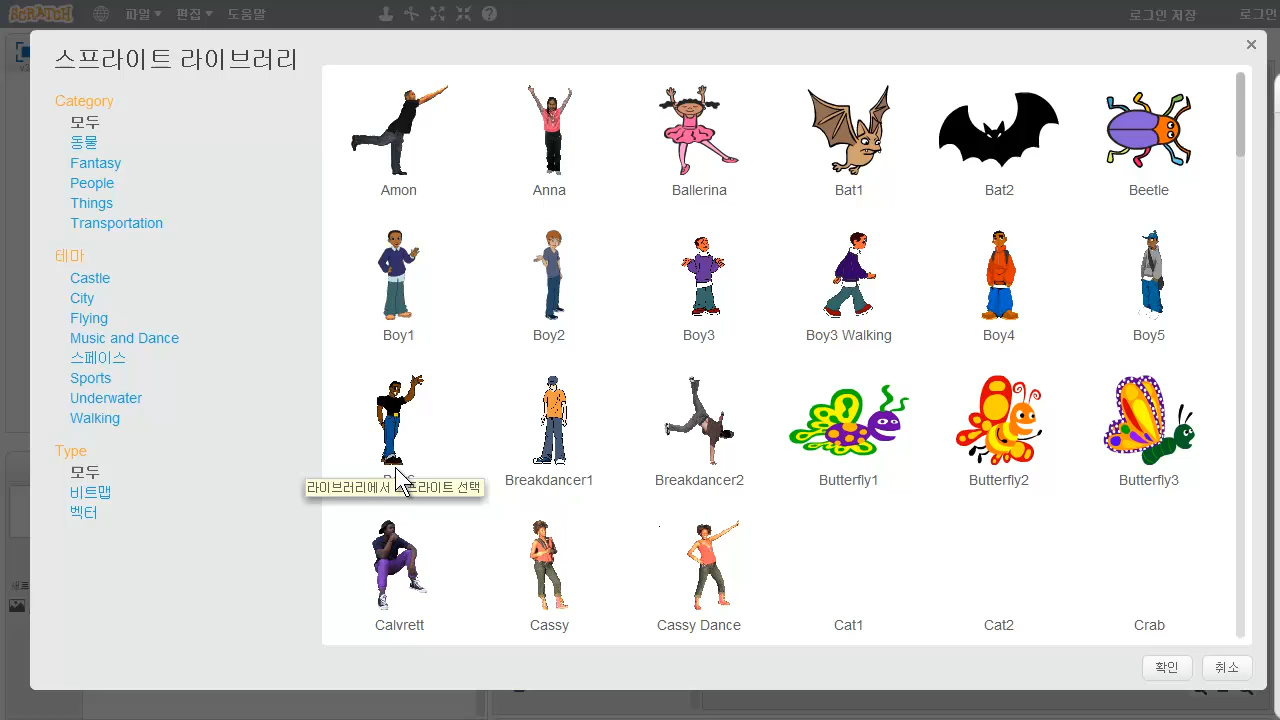 SCRATCH 파일 편집 도움말 로그인 저장 로그인
스프라이트 라이브러리
Category
모두
동물
Fantasy
People
Things
Transportation
테마
Castle
City
Flying
Music and Dance
스페이스
Sports
Underwater
Walking
Type
모두
비트맵
벡터
Amon Anna Ballerina Bat1 Bat2 Beetle
Boy1 Boy2 Boy3 Boy3 Walking Boy4 Boy5
Breakdancer1 Breakdancer2 Butterfly1 Butterfly2 Butterfly3
라이브러리에서 선택
Calvrett Cassy Cassy Dance Cat1 Cat2 Crab
확인 취소